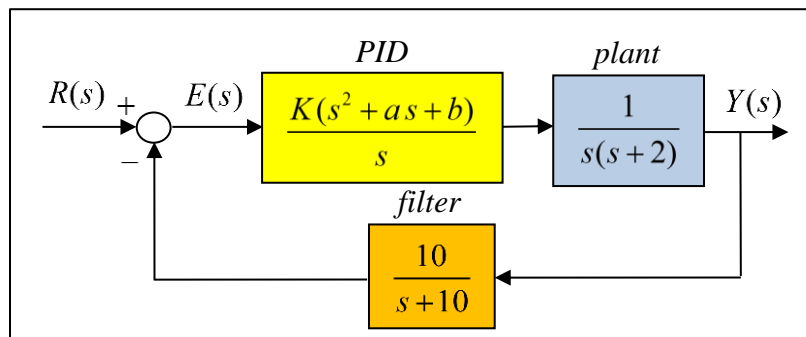 PID
plant
R(s)
+
E(s)
K(s² + as + b)
s
1
s(s + 2)
Y(s)
−
filter
10
s + 10